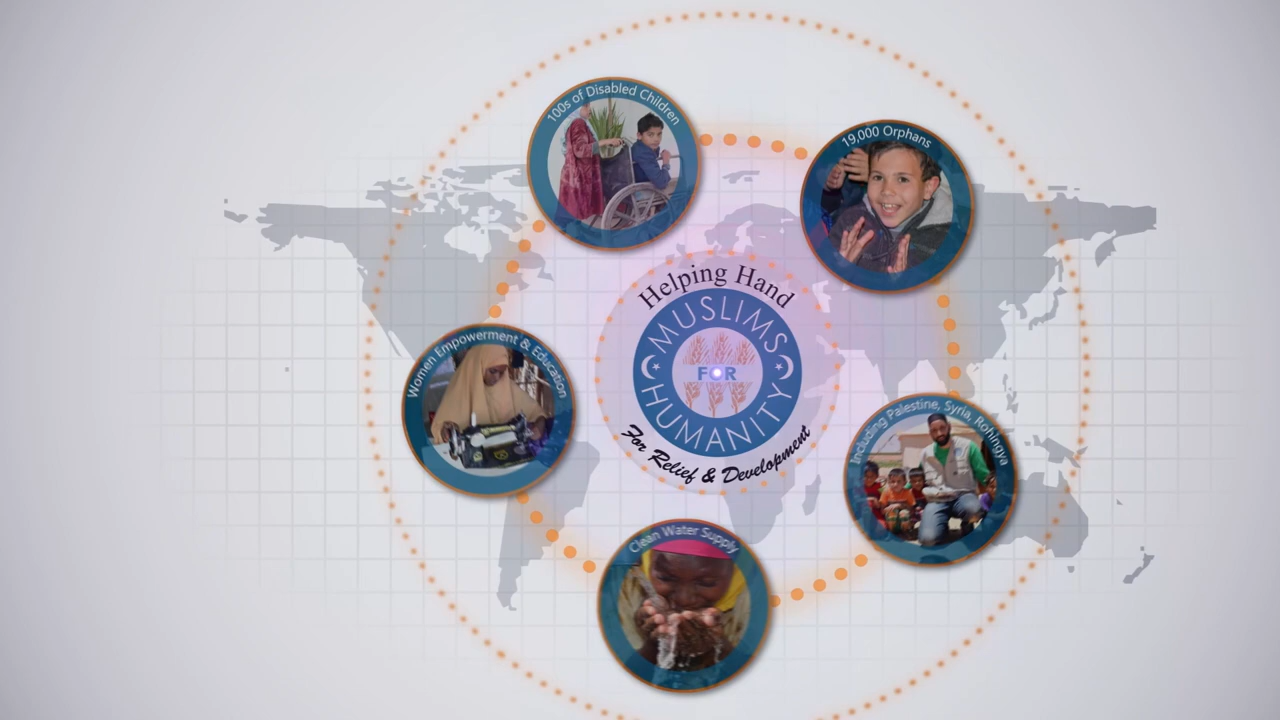 100s of Disabled Children
19,000 Orphans
Helping Hand
MUSLIMS
FOR
HUMANITY
For Relief & Development
Women Empowerment & Education
Including Palestine, Syria, Rohingya
Clean Water Supply